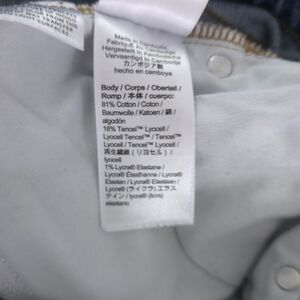 LIGHT SURFACES.
Made in Cambodia
Fabriqué Au Cambodge
Hergestellt In Kambodscha
カンボジア製
Vervaardigd In Cambodja
hecho en camboya
Body / Corps / Oberteil /
Romp / 本体 / cuerpo:
81% Cotton / Coton /
Baumwolle / Katoen / 綿 /
algodón
18% Tencel™ Lyocell /
Lyocell Tencel™ / Tencel™
Lyocell / Tencel™ Lyocell /
再生繊維 (リヨセル) /
lyocell
1% Lycra® Elastane /
Lycra® Élasthanne / Lycra®
Elastan / Lycra® Elastaan /
Lycra® (ライクラ) エラス
テイン / lycra® (licra)
elastano